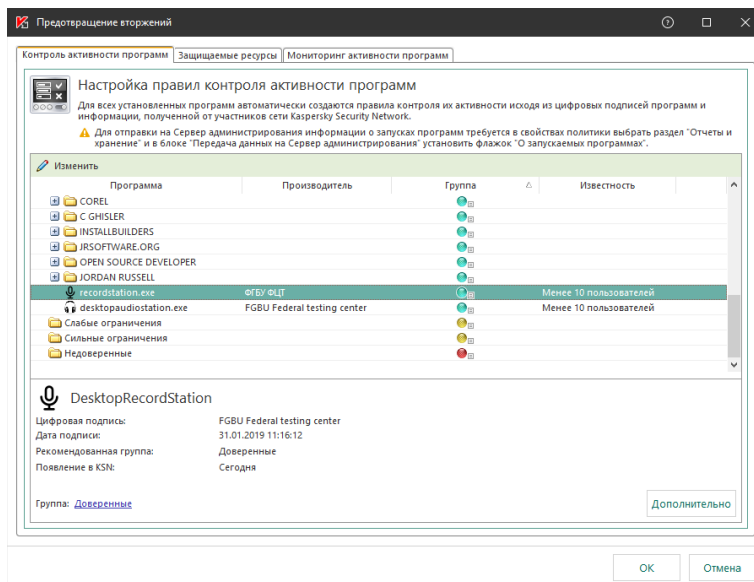 Предотвращение вторжений
Контроль активности программ Защищаемые ресурсы Мониторинг активности программ
Настройка правил контроля активности программ
Для всех установленных программ автоматически создаются правила контроля их активности исходя из цифровых подписей программ и
информации, полученной от участников сети Kaspersky Security Network.
Для отправки на Сервер администрирования информации о запусках программ требуется в свойствах политики выбрать раздел "Отчеты и
хранение" и в блоке "Передача данных на Сервер администрирования" установить флажок "О запускаемых программах".
Изменить
Программа Производитель Группа Известность
COREL
C GHISLER
INSTALLBUILDERS
JRSOFTWARE.ORG
OPEN SOURCE DEVELOPER
JORDAN RUSSELL
recordstation.exe ФГБУ ФЦТ Менее 10 пользователей
desktopaudiostation.exe FGBU Federal testing center Менее 10 пользователей
Слабые ограничения
Сильные ограничения
Недоверенные
DesktopRecordStation
Цифровая подпись: FGBU Federal testing center
Дата подписи: 31.01.2019 11:16:12
Рекомендованная группа: Доверенные
Появление в KSN: Сегодня
Группа: Доверенные
Дополнительно
ОК Отмена